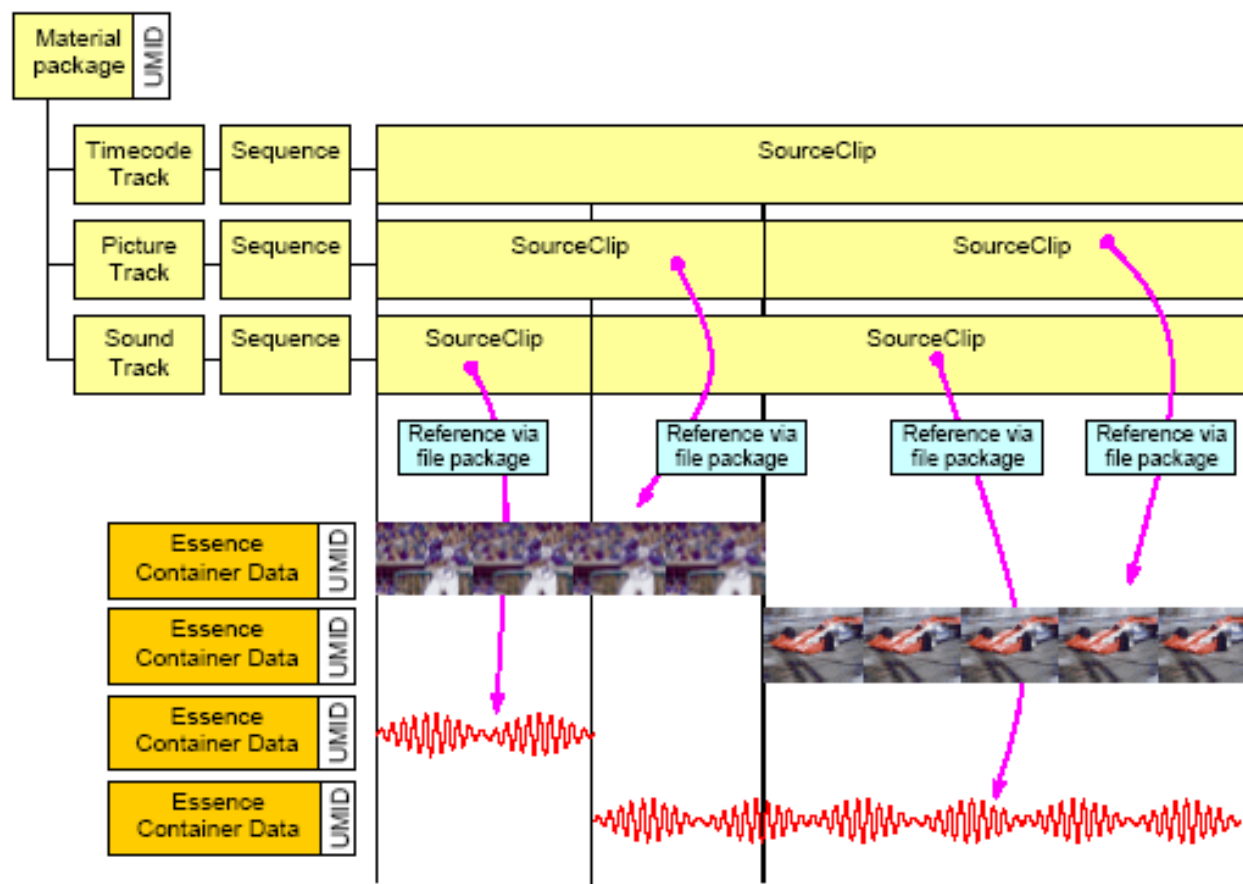 Material
package
UMID
Timecode
Track
Sequence
SourceClip
Picture
Track
Sequence
SourceClip
SourceClip
Sound
Track
Sequence
SourceClip
SourceClip
Reference via
file package
Reference via
file package
Reference via
file package
Reference via
file package
Essence
Container Data
UMID
Essence
Container Data
UMID
Essence
Container Data
UMID
Essence
Container Data
UMID